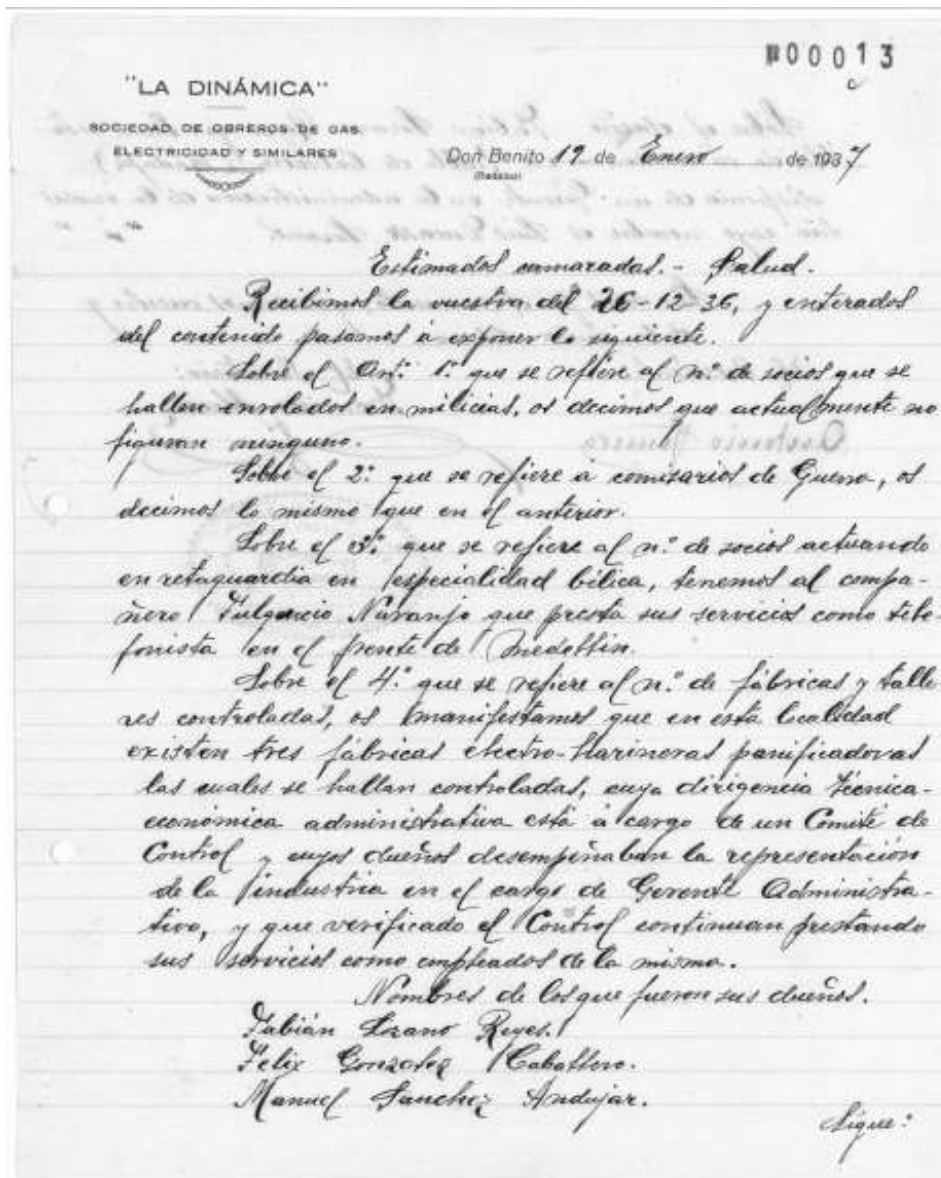 Nº 00013
"LA DINÁMICA"
SOCIEDAD DE OBREROS DE GAS,
ELECTRICIDAD Y SIMILARES
Don Benito 19 de Enero de 1937
(Badajoz)
Estimados camaradas. - Salud.
Recibimos la vuestra del 26-12-36, y enterados
del contenido pasamos á exponer lo siguiente.
Sobre el Art.º 1.º que se refiere al n.º de socios que se
hallan enrolados en milicias, os decimos que actualmente no
figuran ninguno.
Sobre el 2.º que se refiere á comisarios de Guerra, os
decimos lo mismo que en el anterior.
Sobre el 3.º que se refiere al n.º de socios actuando
en retaguardia en especialidad bélica, tenemos al compa-
ñero Fulgencio Naranjo que presta sus servicios como tele-
fonista en el frente de Medellín.
Sobre el 4.º que se refiere al n.º de fábricas y talle
res controladas, os manifestamos que en esta localidad
existen tres fábricas electro-harineras panificadoras
las cuales se hallan controladas, cuya dirigencia técnica-
económica administrativa está á cargo de un Comité de
Control y cuyos dueños desempeñaban la representación
de la industria en el cargo de Gerente Administra-
tivo, y que verificado el Control continuan prestando
sus servicios como empleados de la misma.
Nombres de los que fueron sus dueños.
Fabián Lozano Reyes.
Felix Gonzalez Caballero.
Manuel Sanchez Andujar.
Sigue: